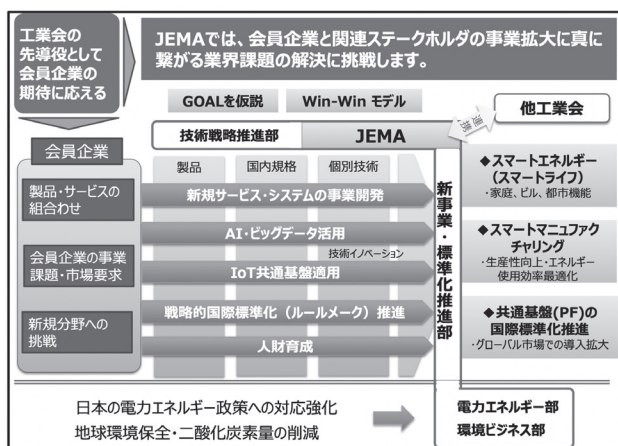 工業会の
先導役として
会員企業の
期待に応える
JEMAでは、会員企業と関連ステークホルダの事業拡大に真に
繋がる業界課題の解決に挑戦します。
GOALを仮説
Win-Win モデル
連携
他工業会
技術戦略推進部
JEMA
会員企業
製品・サービスの
組合わせ
会員企業の事業
課題・市場要求
新規分野への
挑戦
製品
国内規格
個別技術
新規サービス・システムの事業開発
AI・ビッグデータ活用
技術イノベーション
IoT共通基盤適用
戦略的国際標準化（ルールメーク）推進
人財育成
新事業・標準化推進部
◆スマートエネルギー
(スマートライフ)
・家庭、ビル、都市機能
◆スマートマニュファク
チャリング
・生産性向上・エネルギー
使用効率最適化
◆共通基盤(PF)の
国際標準化推進
・グローバル市場での導入拡大
日本の電力エネルギー政策への対応強化
地球環境保全・二酸化炭素量の削減
電力エネルギー部
環境ビジネス部